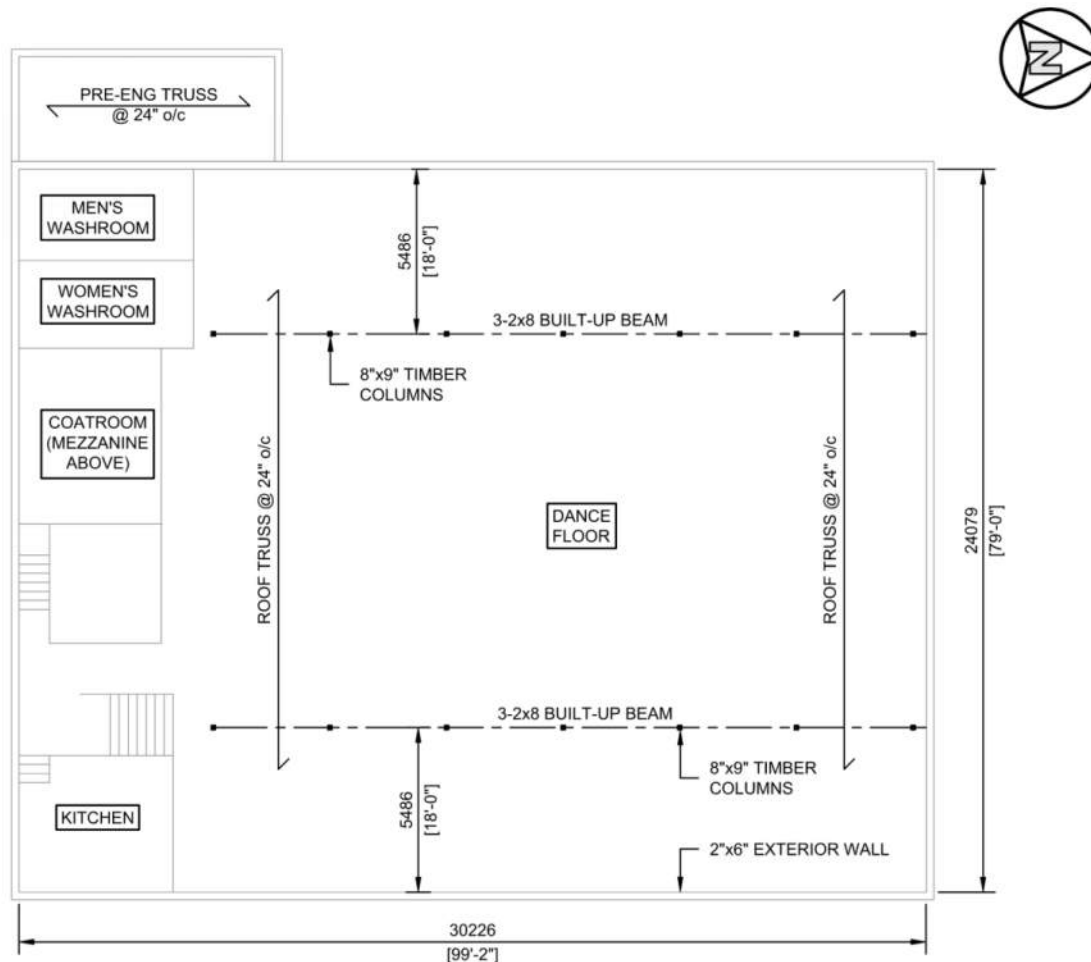 N
PRE-ENG TRUSS
@ 24" o/c
MEN'S
WASHROOM
5486
[18'-0"]
WOMEN'S
WASHROOM
3-2x8 BUILT-UP BEAM
8"x9" TIMBER
COLUMNS
COATROOM
(MEZZANINE
ABOVE)
ROOF TRUSS @ 24" o/c
DANCE
FLOOR
ROOF TRUSS @ 24" o/c
24079
[79'-0"]
3-2x8 BUILT-UP BEAM
8"x9" TIMBER
COLUMNS
KITCHEN
5486
[18'-0"]
2"x6" EXTERIOR WALL
30226
[99'-2"]